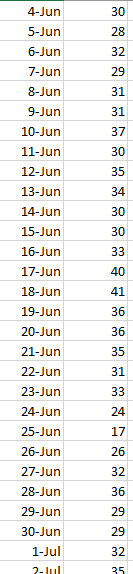 4-Jun 30
5-Jun 28
6-Jun 32
7-Jun 29
8-Jun 31
9-Jun 31
10-Jun 37
11-Jun 30
12-Jun 35
13-Jun 34
14-Jun 30
15-Jun 30
16-Jun 33
17-Jun 40
18-Jun 41
19-Jun 36
20-Jun 36
21-Jun 35
22-Jun 31
23-Jun 33
24-Jun 24
25-Jun 17
26-Jun 26
27-Jun 32
28-Jun 36
29-Jun 29
30-Jun 29
1-Jul 32
2-Jul 35